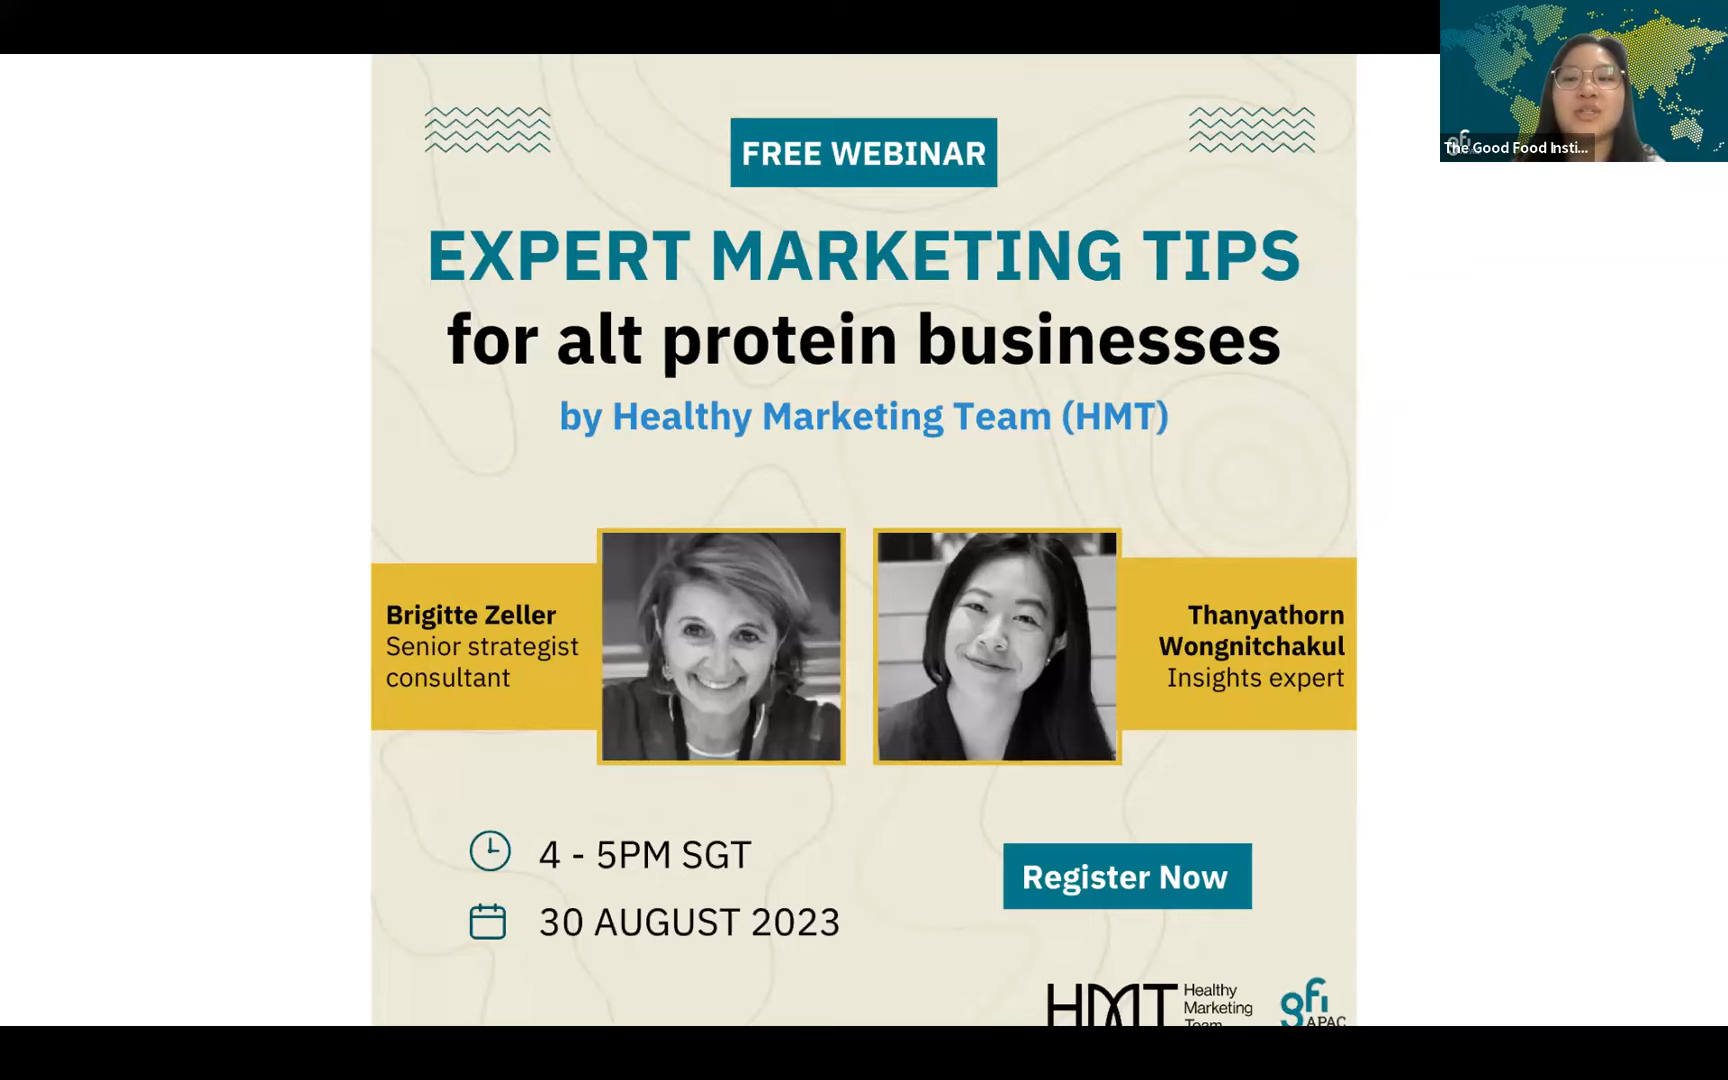 The Good Food Insti...
FREE WEBINAR
EXPERT MARKETING TIPS
for alt protein businesses
by Healthy Marketing Team (HMT)
Brigitte Zeller
Senior strategist
consultant
Thanyathorn
Wongnitchakul
Insights expert
4 - 5PM SGT
30 AUGUST 2023
Register Now
HMT
Healthy
Marketing
Team
gfi
APAC